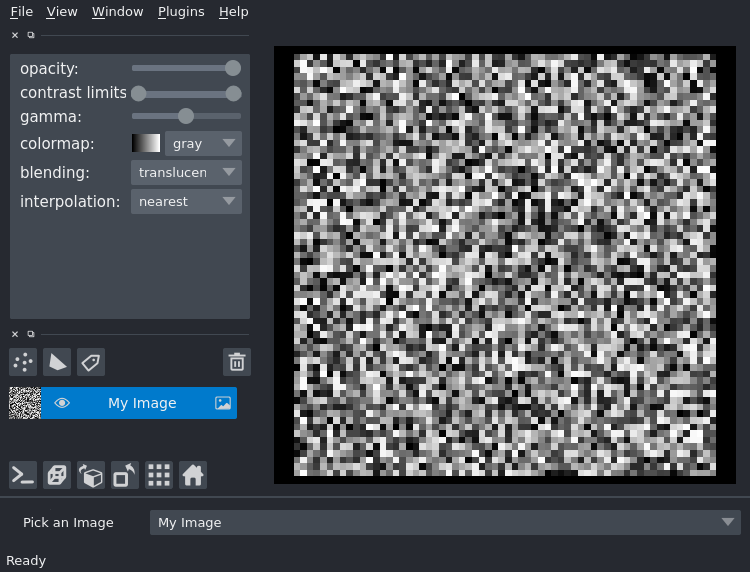 File View Window Plugins Help
opacity:
contrast limits
gamma:
colormap: gray
blending: translucen
interpolation: nearest
My Image
Pick an Image My Image
Ready